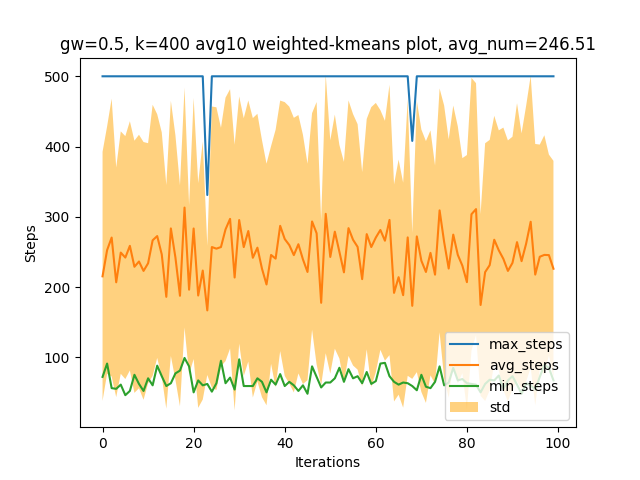 gw=0.5, k=400 avg10 weighted-kmeans plot, avg_num=246.51
500
400
300
200
100
Steps
max_steps
avg_steps
min_steps
std
0
20
40
60
80
100
Iterations